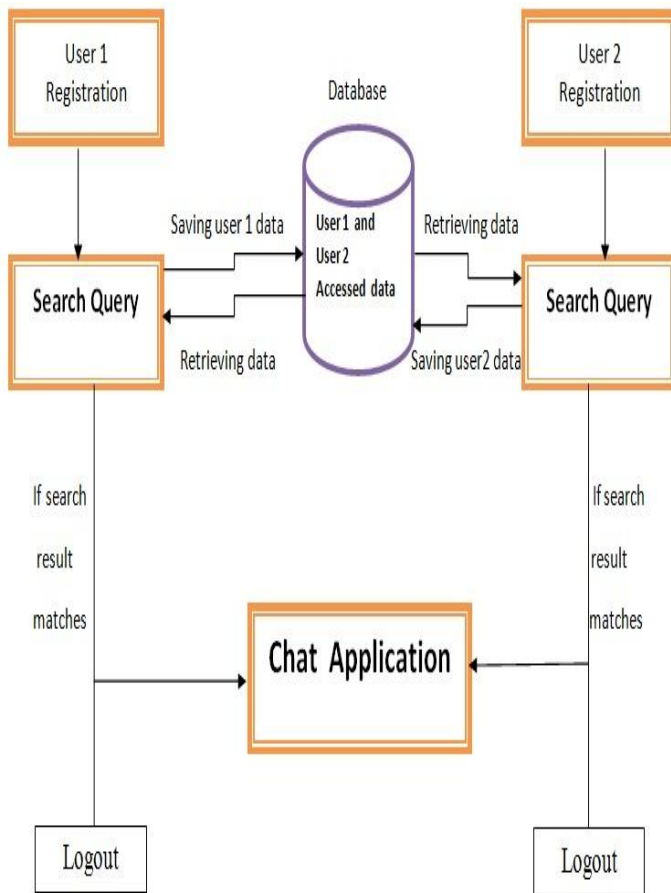 User 1
Registration
User 2
Registration
Database
Saving user 1 data
User1 and
User2
Accessed data
Retrieving data
Search Query
Search Query
Retrieving data
Saving user2 data
If search
result
matches
If search
result
matches
Chat Application
Logout
Logout